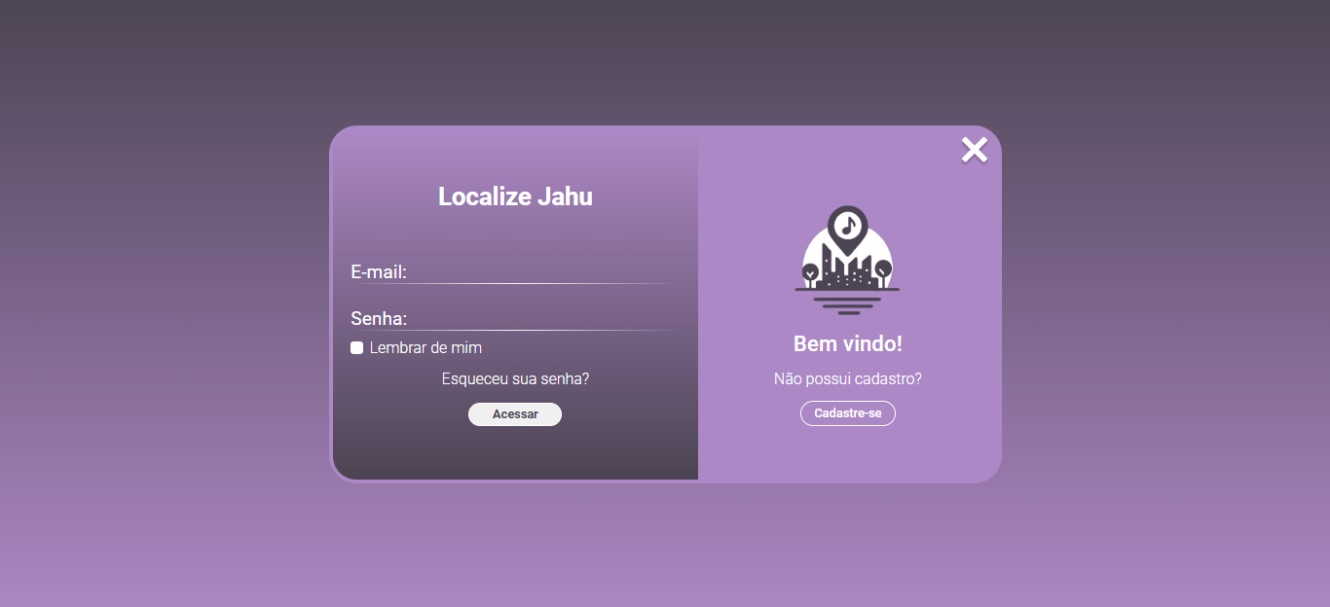 Localize Jahu
E-mail:
Senha:
Lembrar de mim
Esqueceu sua senha?
Acessar
Bem vindo!
Não possui cadastro?
Cadastre-se